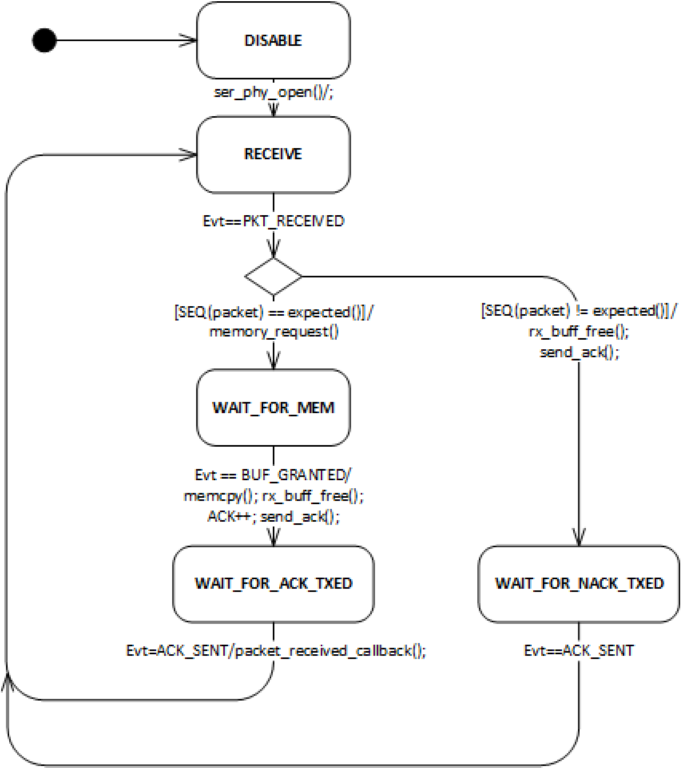 DISABLE
ser_phy_open()/;
RECEIVE
Evt==PKT_RECEIVED
[SEQ(packet) == expected()]/
memory_request()
[SEQ(packet) != expected()]/
rx_buff_free();
send_ack();
WAIT_FOR_MEM
Evt == BUF_GRANTED/
memcpy(); rx_buff_free();
ACK++; send_ack();
WAIT_FOR_ACK_TXED
WAIT_FOR_NACK_TXED
Evt=ACK_SENT/packet_received_callback();
Evt==ACK_SENT